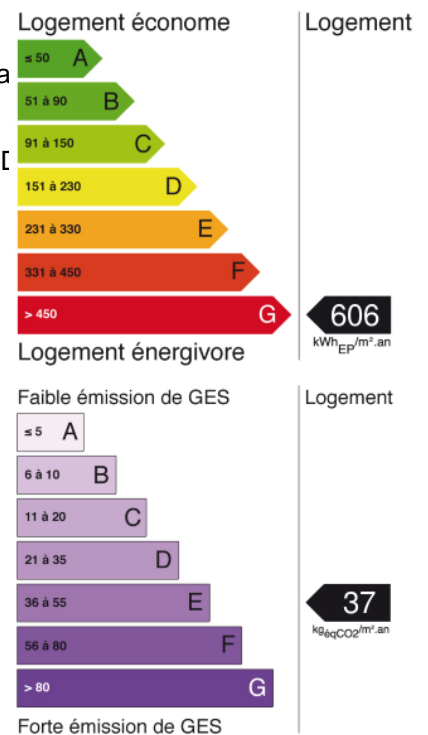 Logement économe
Logement
≤ 50 A
a
51 à 90 B
91 à 150 C
151 à 230 D
231 à 330 E
331 à 450 F
> 450 G
606
kWhEP/m².an
Logement énergivore
Faible émission de GES
Logement
≤ 5 A
6 à 10 B
11 à 20 C
21 à 35 D
36 à 55 E
37
kgéqCO2/m².an
56 à 80 F
> 80 G
Forte émission de GES